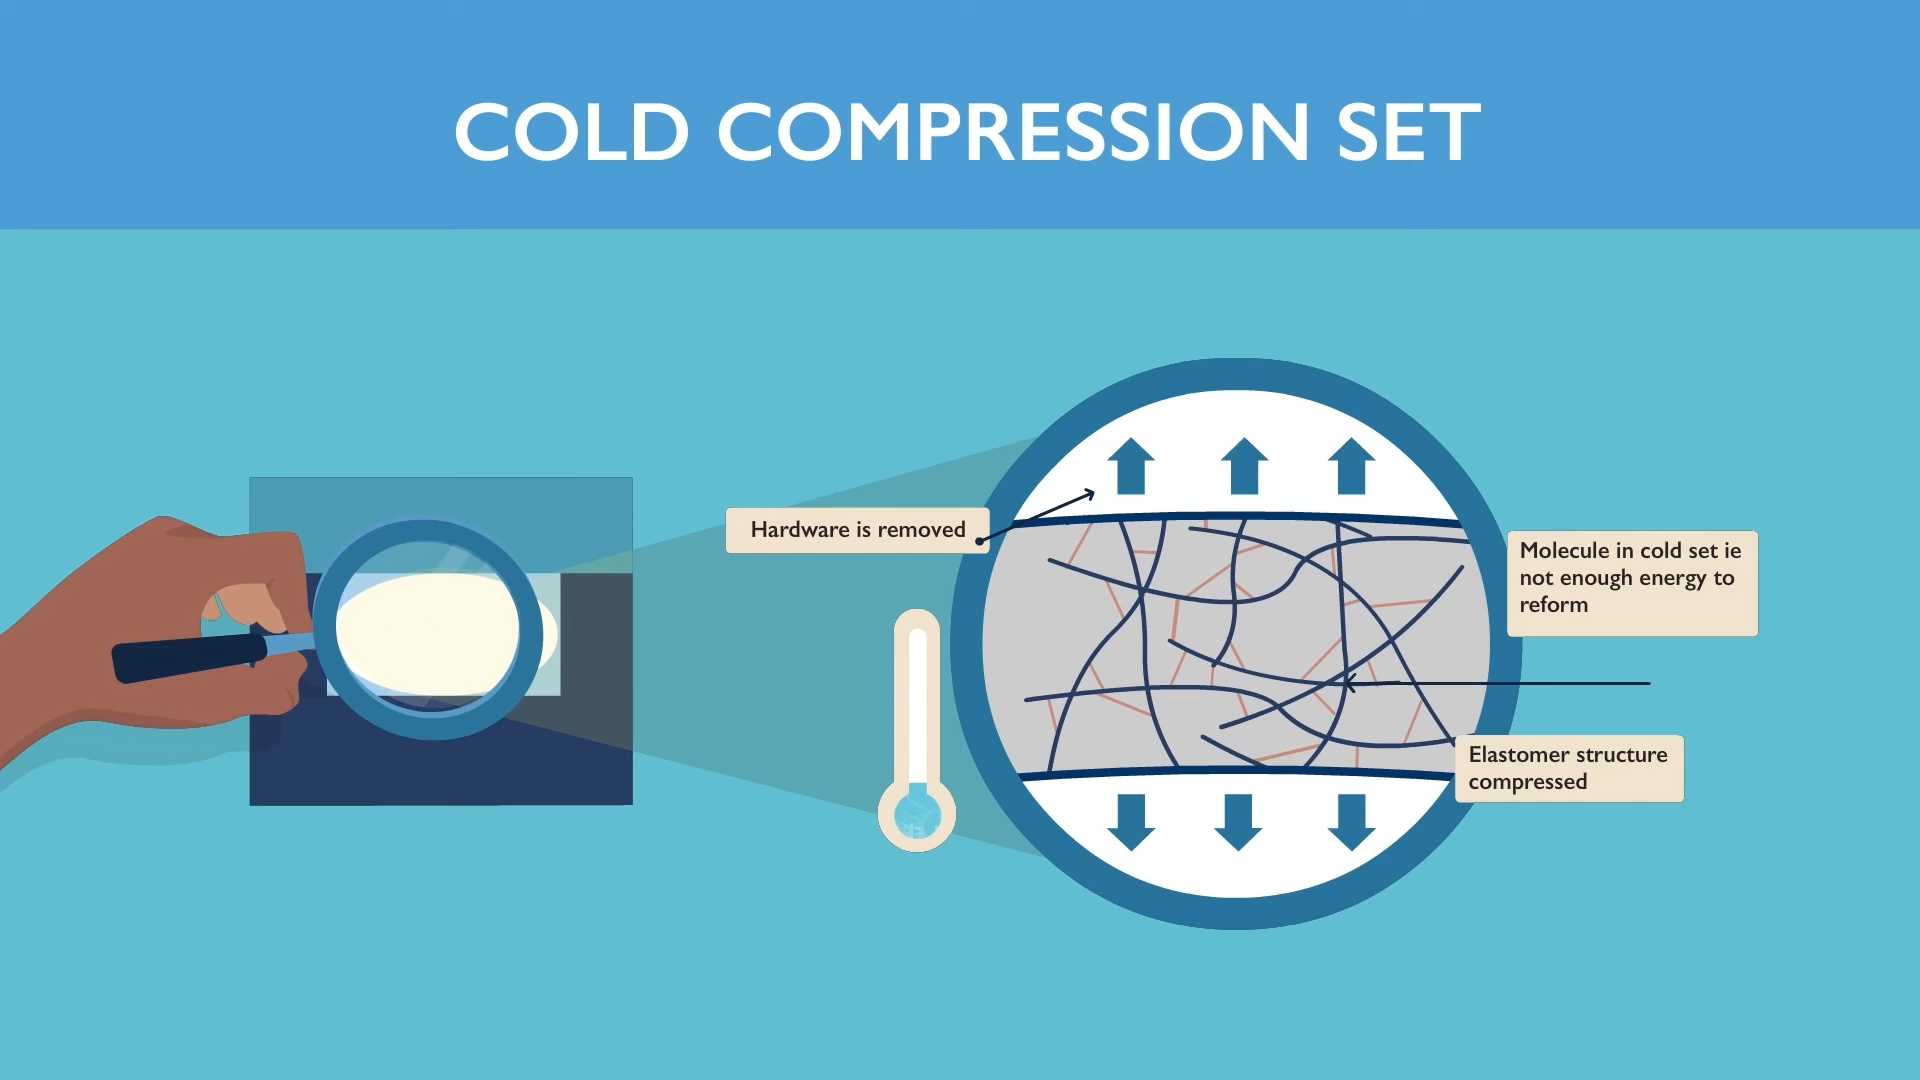 COLD COMPRESSION SET
Hardware is removed
Molecule in cold set ie
not enough energy to
reform
Elastomer structure
compressed